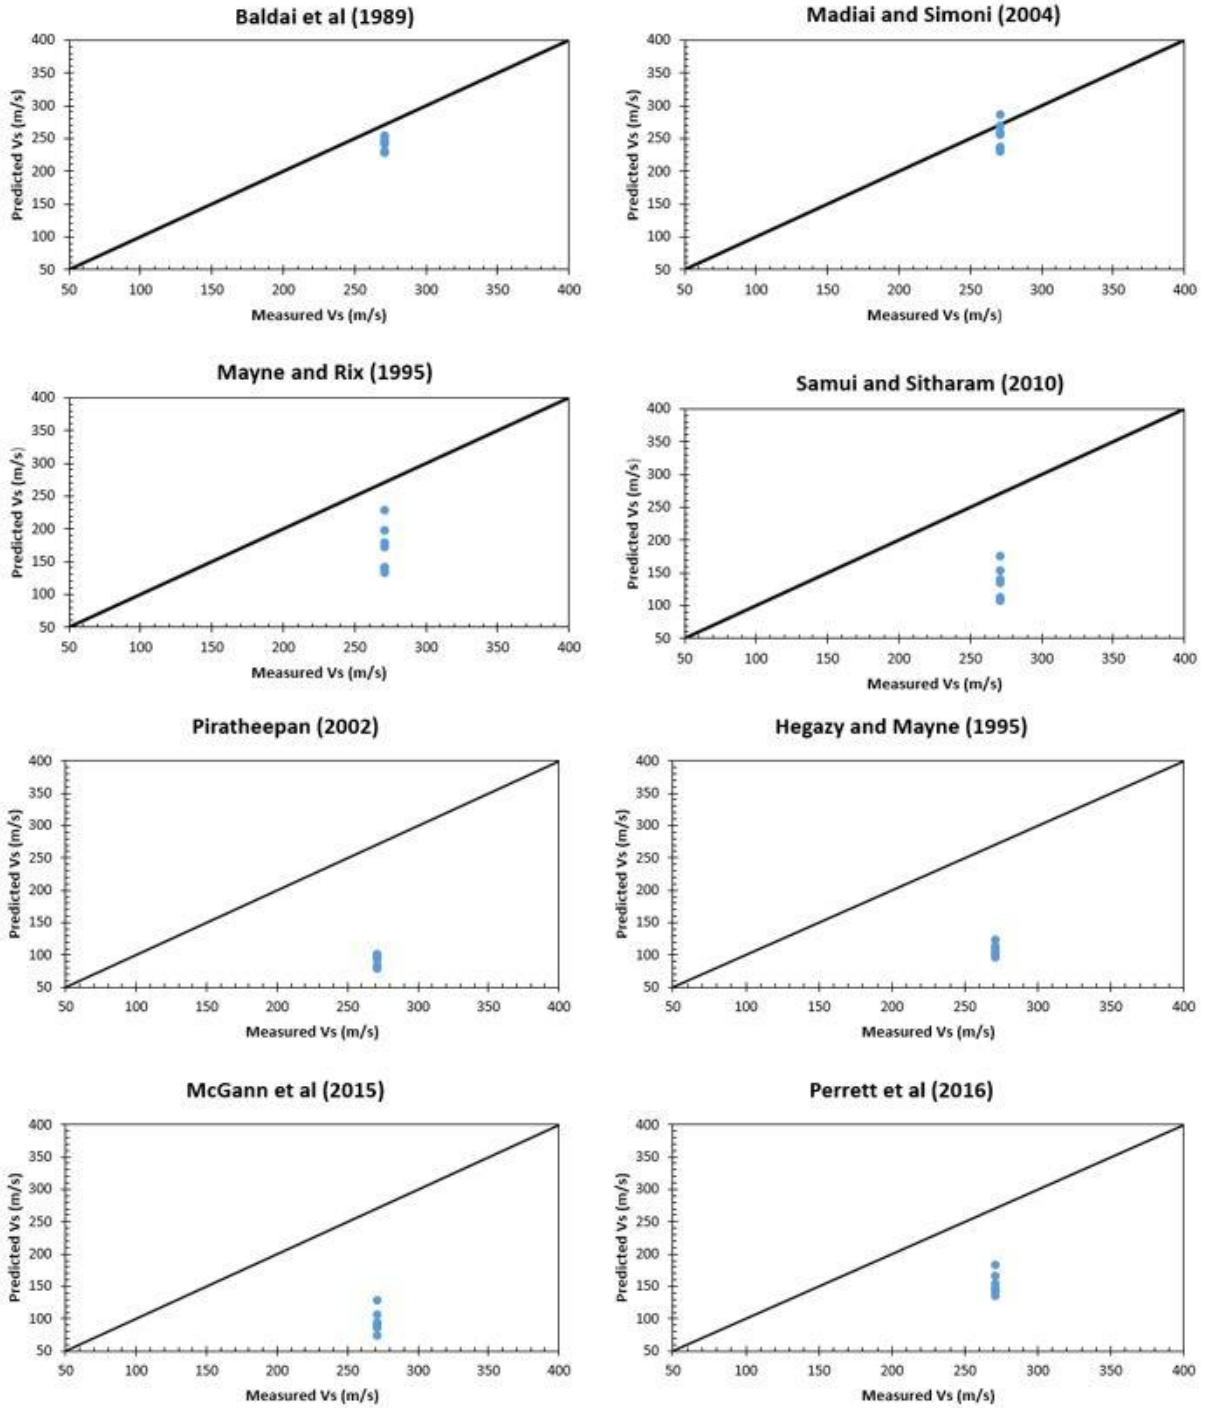 Baldai et al (1989)
400
350
300
250
200
150
100
50
Predicted Vs (m/s)
50 100 150 200 250 300 350 400
Measured Vs (m/s)
Madiai and Simoni (2004)
400
350
300
250
200
150
100
50
Predicted Vs (m/s)
50 100 150 200 250 300 350 400
Measured Vs (m/s)
Mayne and Rix (1995)
400
350
300
250
200
150
100
50
Predicted Vs (m/s)
50 100 150 200 250 300 350 400
Measured Vs (m/s)
Samui and Sitharam (2010)
400
350
300
250
200
150
100
50
Predicted Vs (m/s)
50 100 150 200 250 300 350 400
Measured Vs (m/s)
Piratheepan (2002)
400
350
300
250
200
150
100
50
Predicted Vs (m/s)
50 100 150 200 250 300 350 400
Measured Vs (m/s)
Hegazy and Mayne (1995)
400
350
300
250
200
150
100
50
Predicted Vs (m/s)
50 100 150 200 250 300 350 400
Measured Vs (m/s)
McGann et al (2015)
400
350
300
250
200
150
100
50
Predicted Vs (m/s)
50 100 150 200 250 300 350 400
Measured Vs (m/s)
Perrett et al (2016)
400
350
300
250
200
150
100
50
Predicted Vs (m/s)
50 100 150 200 250 300 350 400
Measured Vs (m/s)